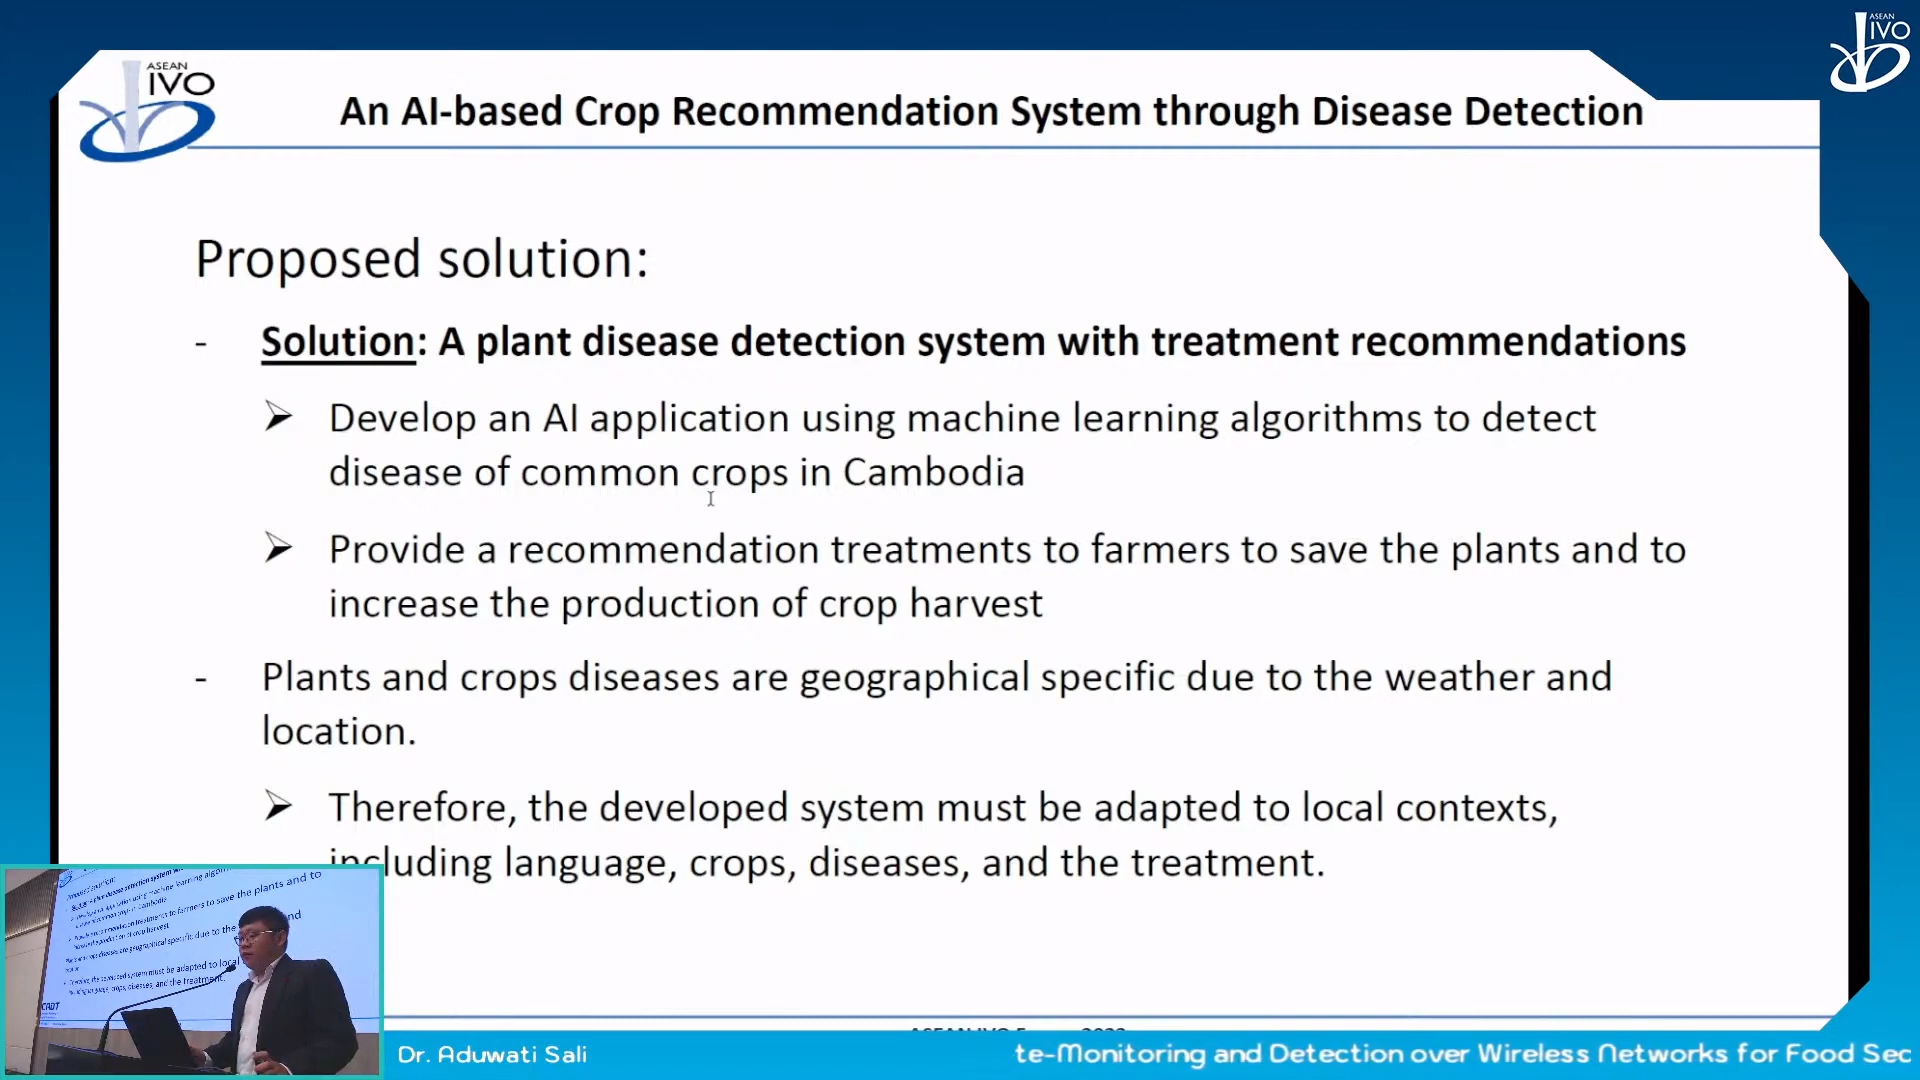 ASEAN
IVO
ASEAN
IVO
An AI-based Crop Recommendation System through Disease Detection
Proposed solution:
- Solution: A plant disease detection system with treatment recommendations
➢ Develop an AI application using machine learning algorithms to detect
disease of common crops in Cambodia
➢ Provide a recommendation treatments to farmers to save the plants and to
increase the production of crop harvest
- Plants and crops diseases are geographical specific due to the weather and
location.
➢ Therefore, the developed system must be adapted to local contexts,
including language, crops, diseases, and the treatment.
Dr. Aduwati Sali
te-Monitoring and Detection over Wireless Networks for Food Sec